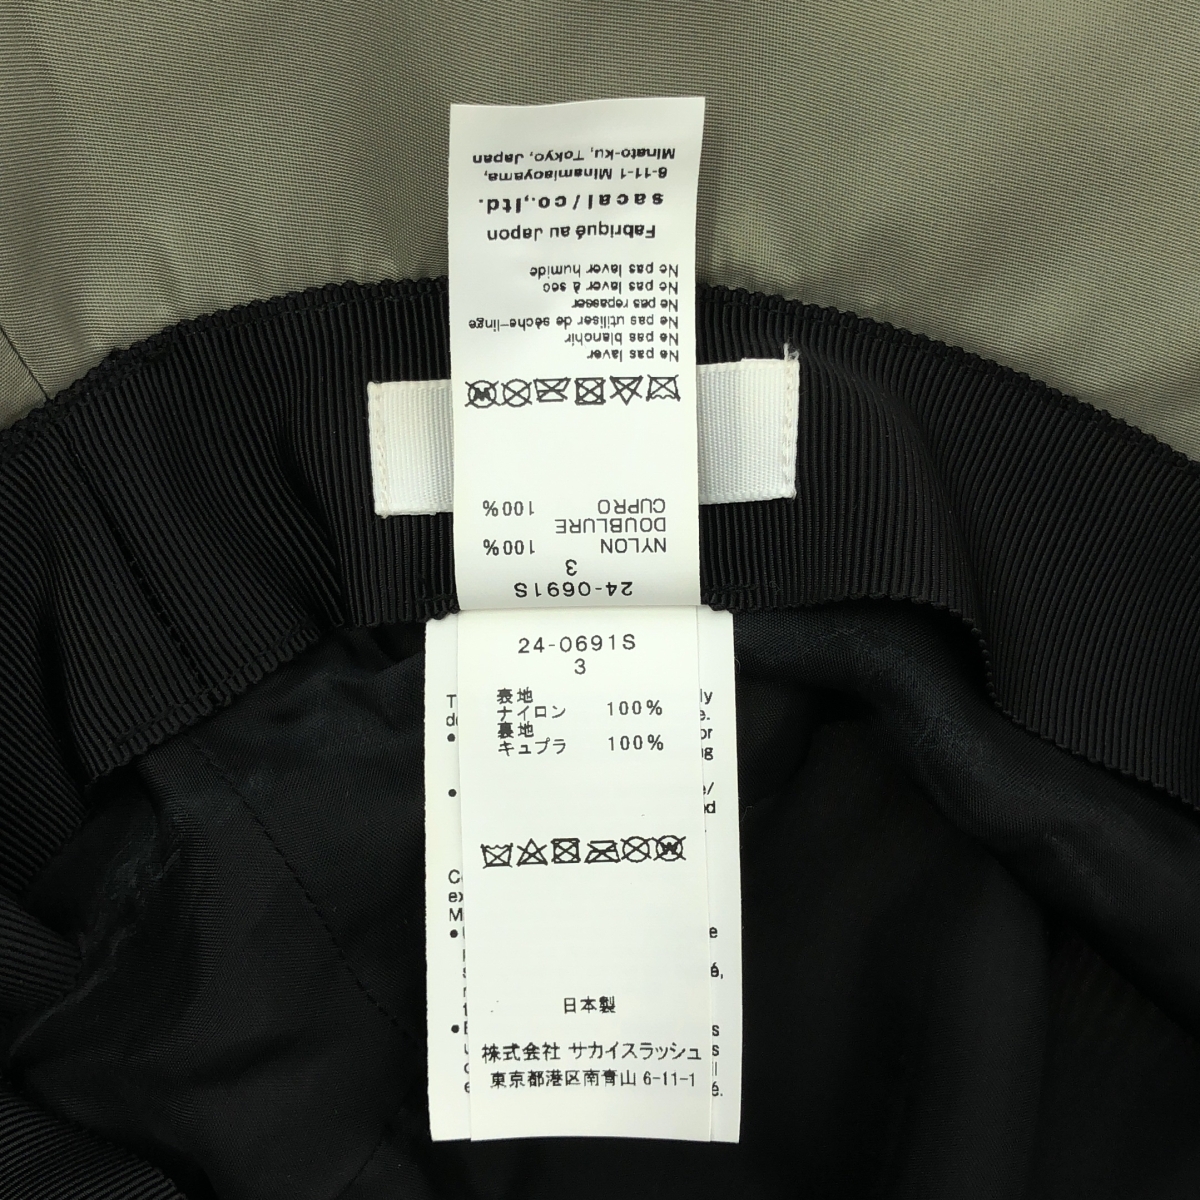 Minato-ku, Tokyo, Japan
6-11-1 Minamiaoyama,
sacai/co.,ltd.
Fabriqué au Japon
Ne pas laver humide
Ne pas laver à sec
Ne pas repasser
Ne pas utiliser de sèche-linge
Ne pas blanchir
Ne pas laver
CUPRO 100%
DOUBLURE
NYLON 100%
3
24-0691S
24-0691S
3
表地
ナイロン 100%
裏地
キュプラ 100%
日本製
株式会社 サカイスラッシュ
東京都港区南青山 6-11-1